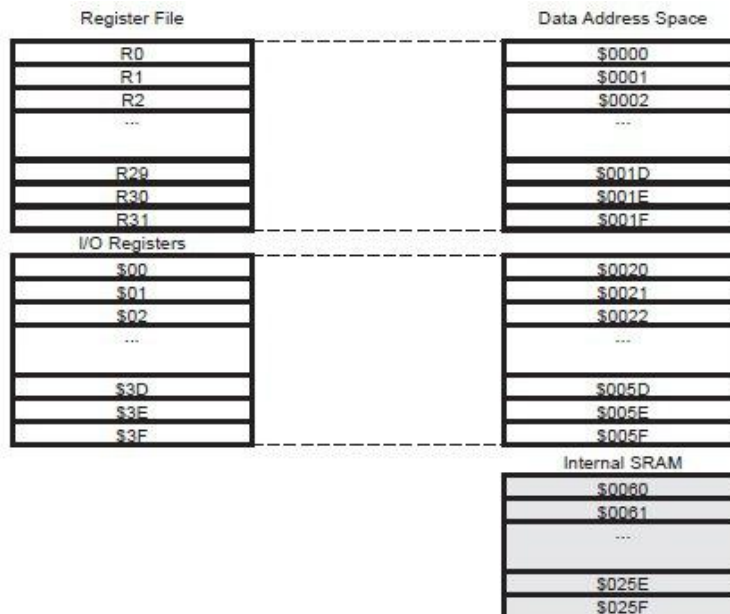 Register File
Data Address Space
R0
$0000
R1
$0001
R2
$0002
...
...
R29
$001D
R30
$001E
R31
$001F
I/O Registers
$00
$0020
$01
$0021
$02
$0022
...
...
$3D
$005D
$3E
$005E
$3F
$005F
Internal SRAM
$0060
$0061
...
$025E
$025F